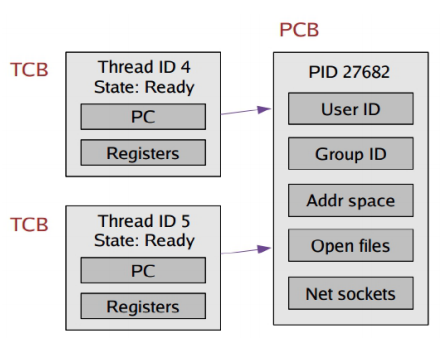 PCB
TCB
Thread ID 4
State: Ready
PC
Registers
TCB
Thread ID 5
State: Ready
PC
Registers
PID 27682
User ID
Group ID
Addr space
Open files
Net sockets